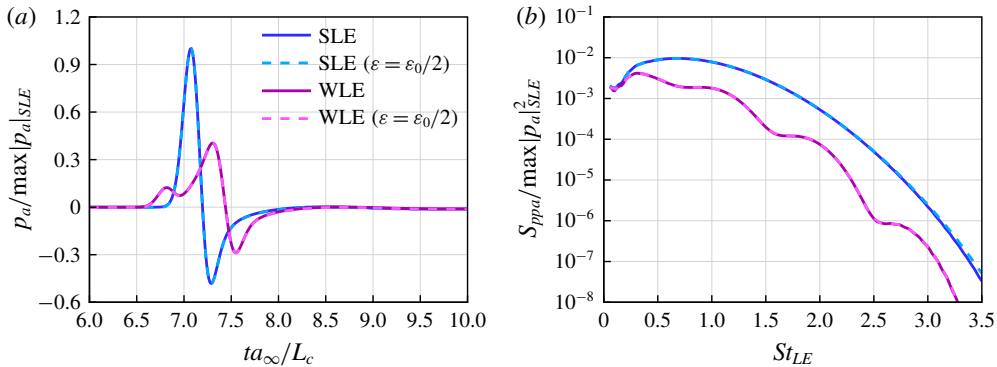 (a)
1.2
0.9
0.6
0.3
0
−0.3
−0.6
p_a/max|p_a|_SLE
SLE
SLE (ε = ε_0/2)
WLE
WLE (ε = ε_0/2)
6.0 6.5 7.0 7.5 8.0 8.5 9.0 9.5 10.0
ta_∞/L_c
(b)
10^−1
10^−2
10^−3
10^−4
10^−5
10^−6
10^−7
10^−8
S_ppa/max|p_a|^2_SLE
0 0.5 1.0 1.5 2.0 2.5 3.0 3.5
St_LE